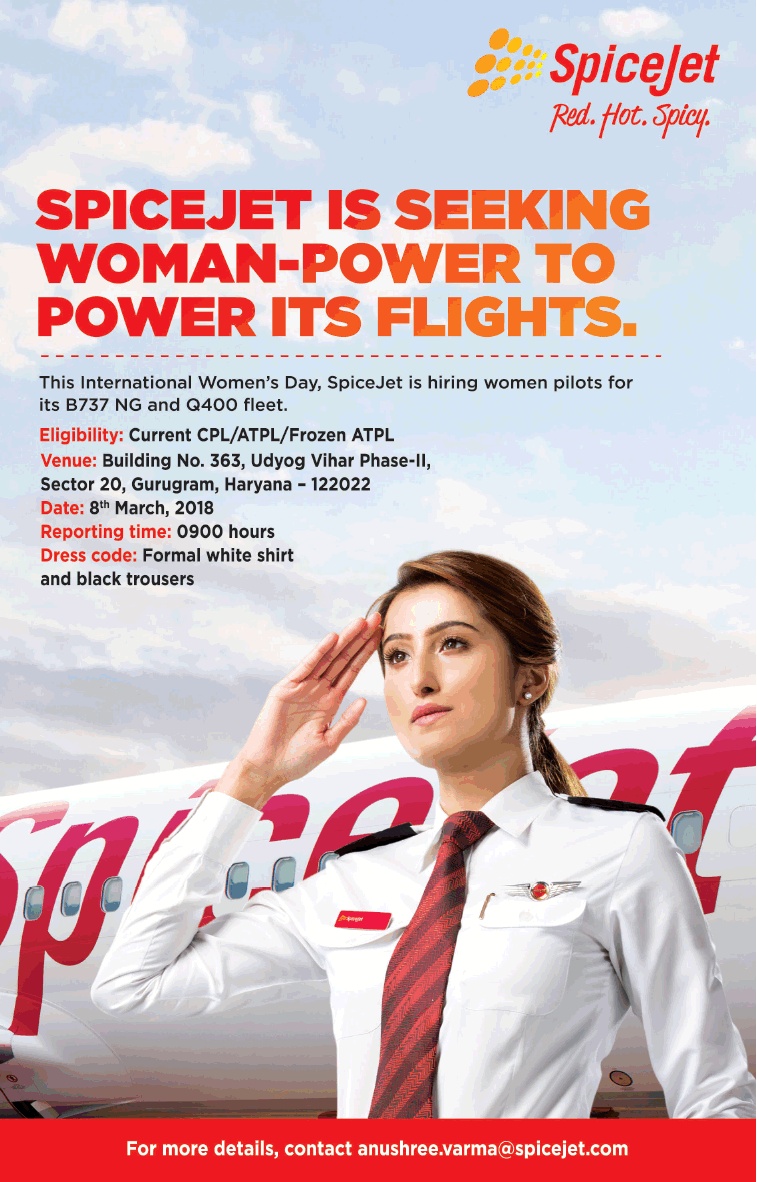 SpiceJet
Red. Hot. Spicy.
SPICEJET IS SEEKING
WOMAN-POWER TO
POWER ITS FLIGHTS.
This International Women's Day, SpiceJet is hiring women pilots for
its B737 NG and Q400 fleet.
Eligibility: Current CPL/ATPL/Frozen ATPL
Venue: Building No. 363, Udyog Vihar Phase-II,
Sector 20, Gurugram, Haryana – 122022
Date: 8th March, 2018
Reporting time: 0900 hours
Dress code: Formal white shirt
and black trousers
Spicejet
SpiceJet
For more details, contact anushree.varma@spicejet.com